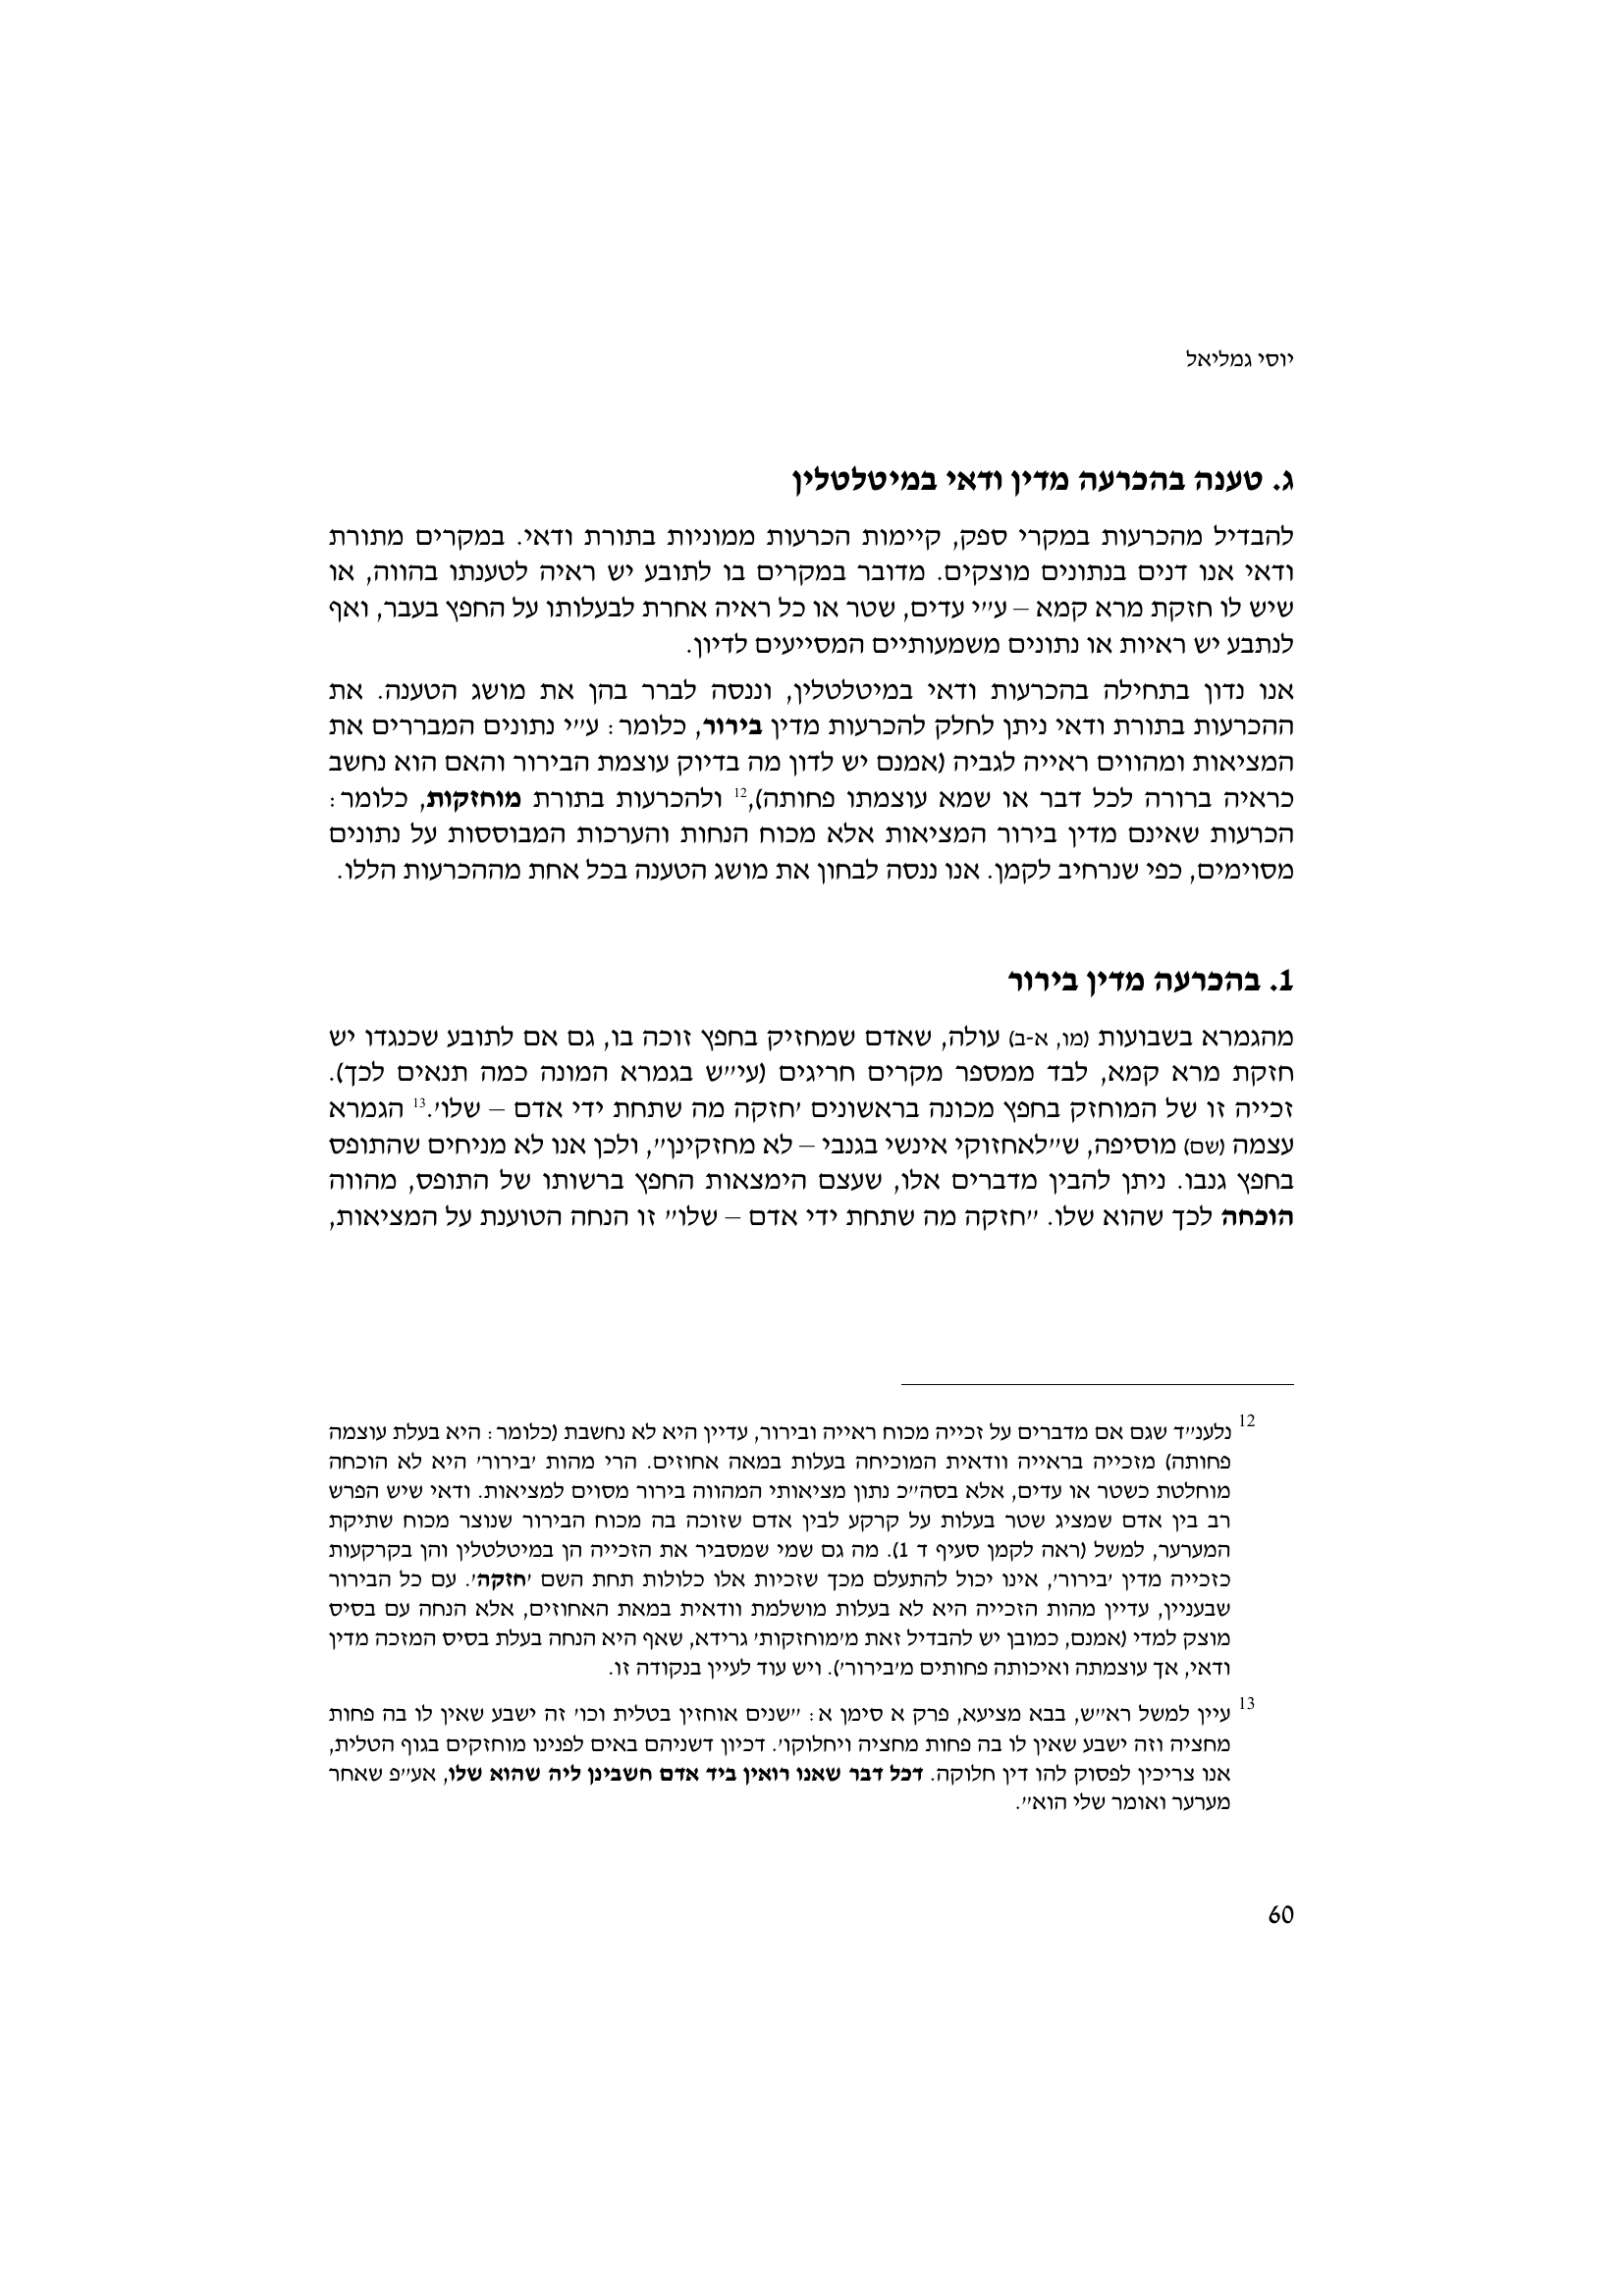 יוסי גמליאל
ג. טענה בהכרעה מדין ודאי במיטלטלין
להבדיל מהכרעות במקרי ספק, קיימות הכרעות ממוניות בתורת ודאי. במקרים מתורת
ודאי אנו דנים בנתונים מוצקים. מדובר במקרים בו לתובע יש ראיה לטענתו בהווה, או
שיש לו חזקת מרא קמא – ע״י עדים, שטר או כל ראיה אחרת לבעלותו על החפץ בעבר, ואף
לנתבע יש ראיות או נתונים משמעותיים המסייעים לדיון.
אנו נדון בתחילה בהכרעות ודאי במיטלטלין, וננסה לברר בהן את מושג הטענה. את
ההכרעות בתורת ודאי ניתן לחלק להכרעות מדין בירור, כלומר: ע״י נתונים המבררים את
המציאות ומהווים ראייה לגביה (אמנם יש לדון מה בדיוק עוצמת הבירור והאם הוא נחשב
כראיה ברורה לכל דבר או שמא עוצמתו פחותה),12 ולהכרעות בתורת מוחזקות, כלומר:
הכרעות שאינם מדין בירור המציאות אלא מכוח הנחות והערכות המבוססות על נתונים
מסוימים, כפי שנרחיב לקמן. אנו ננסה לבחון את מושג הטענה בכל אחת מההכרעות הללו.
1. בהכרעה מדין בירור
מהגמרא בשבועות (מו, א-ב) עולה, שאדם שמחזיק בחפץ זוכה בו, גם אם לתובע שכנגדו יש
חזקת מרא קמא, לבד ממספר מקרים חריגים (עי״ש בגמרא המונה כמה תנאים לכך).
זכייה זו של המוחזק בחפץ מכונה בראשונים ׳חזקה מה שתחת ידי אדם – שלו׳.13 הגמרא
עצמה (שם) מוסיפה, ש״לאחזוקי אינשי בגנבי – לא מחזקינן״, ולכן אנו לא מניחים שהתופס
בחפץ גנבו. ניתן להבין מדברים אלו, שעצם הימצאות החפץ ברשותו של התופס, מהווה
הוכחה לכך שהוא שלו. ״חזקה מה שתחת ידי אדם – שלו״ זו הנחה הטוענת על המציאות,
12 נלענ״ד שגם אם מדברים על זכייה מכוח ראייה ובירור, עדיין היא לא נחשבת (כלומר: היא בעלת עוצמה
פחותה) מזכייה בראייה וודאית המוכיחה בעלות במאה אחוזים. הרי מהות ׳בירור׳ היא לא הוכחה
מוחלטת כשטר או עדים, אלא בסה״כ נתון מציאותי המהווה בירור מסוים למציאות. ודאי שיש הפרש
רב בין אדם שמציג שטר בעלות על קרקע לבין אדם שזוכה בה מכוח הבירור שנוצר מכוח שתיקת
המערער, למשל (ראה לקמן סעיף ד 1). מה גם שמי שמסביר את הזכייה הן במיטלטלין והן בקרקעות
כזכייה מדין ׳בירור׳, אינו יכול להתעלם מכך שזכיות אלו כלולות תחת השם ׳חזקה׳. עם כל הבירור
שבעניין, עדיין מהות הזכייה היא לא בעלות מושלמת וודאית במאת האחוזים, אלא הנחה עם בסיס
מוצק למדי (אמנם, כמובן יש להבדיל זאת מ׳מוחזקות׳ גרידא, שאף היא הנחה בעלת בסיס המזכה מדין
ודאי, אך עוצמתה ואיכותה פחותים מ׳בירור׳). ויש עוד לעיין בנקודה זו.
13 עיין למשל רא״ש, בבא מציעא, פרק א סימן א: ״שנים אוחזין בטלית וכו׳ זה ישבע שאין לו בה פחות
מחציה וזה ישבע שאין לו בה פחות מחציה ויחלוקו׳. דכיון דשניהם באים לפנינו מוחזקים בגוף הטלית,
אנו צריכין לפסוק להו דין חלוקה. דכל דבר שאנו רואין ביד אדם חשבינן ליה שהוא שלו, אע״פ שאחר
מערער ואומר שלי הוא״.
60